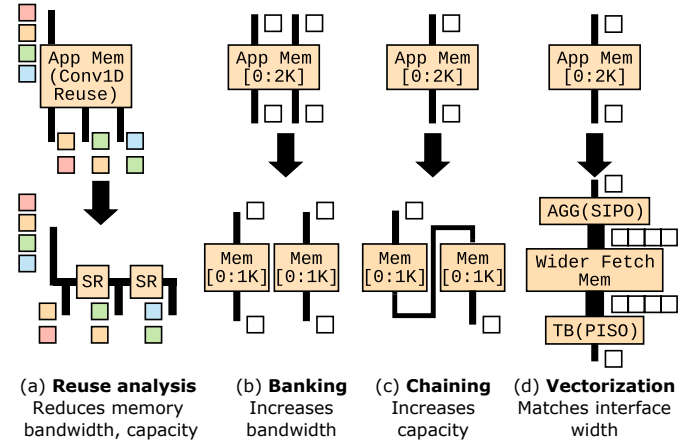 App Mem
(Conv1D
Reuse)
SR
SR
(a) Reuse analysis
Reduces memory
bandwidth, capacity
App Mem
[0:2K]
Mem
[0:1K]
Mem
[0:1K]
(b) Banking
Increases
bandwidth
App Mem
[0:2K]
Mem
[0:1K]
Mem
[0:1K]
(c) Chaining
Increases
capacity
App Mem
[0:2K]
AGG(SIPO)
Wider Fetch
Mem
TB(PISO)
(d) Vectorization
Matches interface
width